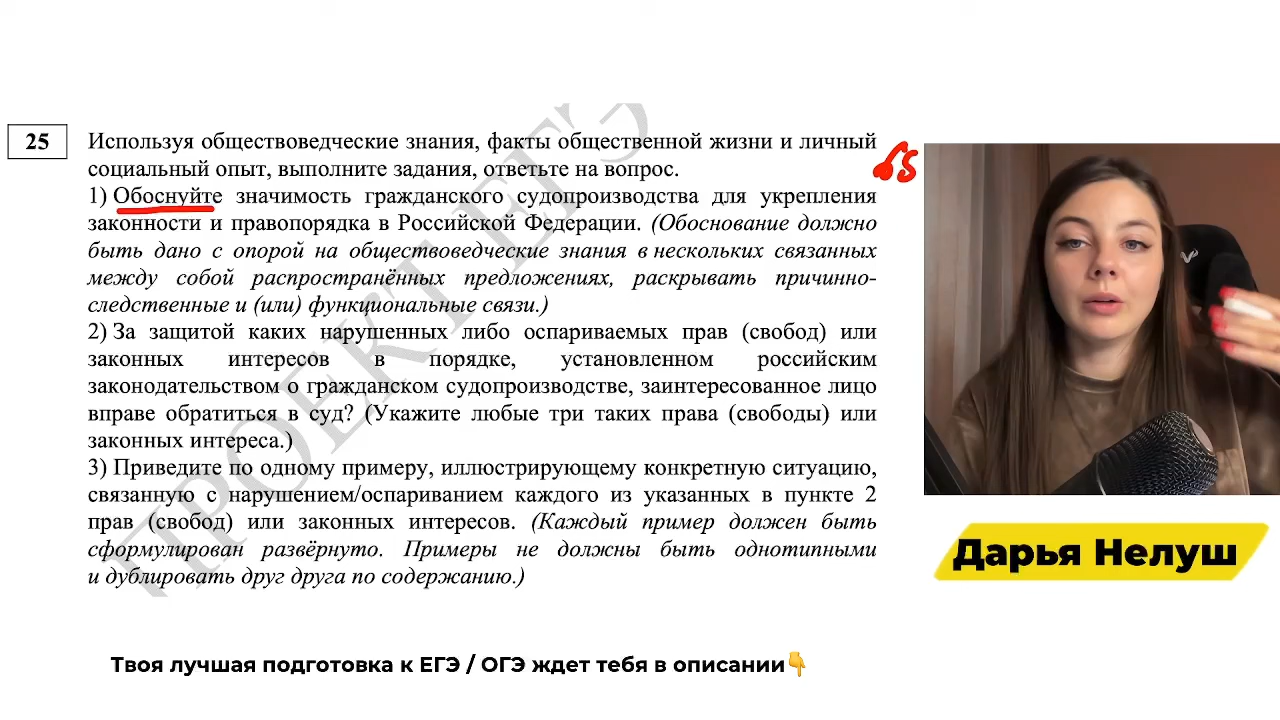 25
Используя обществоведческие знания, факты общественной жизни и личный
социальный опыт, выполните задания, ответьте на вопрос.
1) Обоснуйте значимость гражданского судопроизводства для укрепления
законности и правопорядка в Российской Федерации. (Обоснование должно
быть дано с опорой на обществоведческие знания в нескольких связанных
между собой распространённых предложениях, раскрывать причинно-
следственные и (или) функциональные связи.)
2) За защитой каких нарушенных либо оспариваемых прав (свобод) или
законных интересов в порядке, установленном российским
законодательством о гражданском судопроизводстве, заинтересованное лицо
вправе обратиться в суд? (Укажите любые три таких права (свободы) или
законных интереса.)
3) Приведите по одному примеру, иллюстрирующему конкретную ситуацию,
связанную с нарушением/оспариванием каждого из указанных в пункте 2
прав (свобод) или законных интересов. (Каждый пример должен быть
сформулирован развёрнуто. Примеры не должны быть однотипными
и дублировать друг друга по содержанию.)
ПРОЕКТ ЕГЭ
Дарья Нелуш
Твоя лучшая подготовка к ЕГЭ / ОГЭ ждет тебя в описании👇